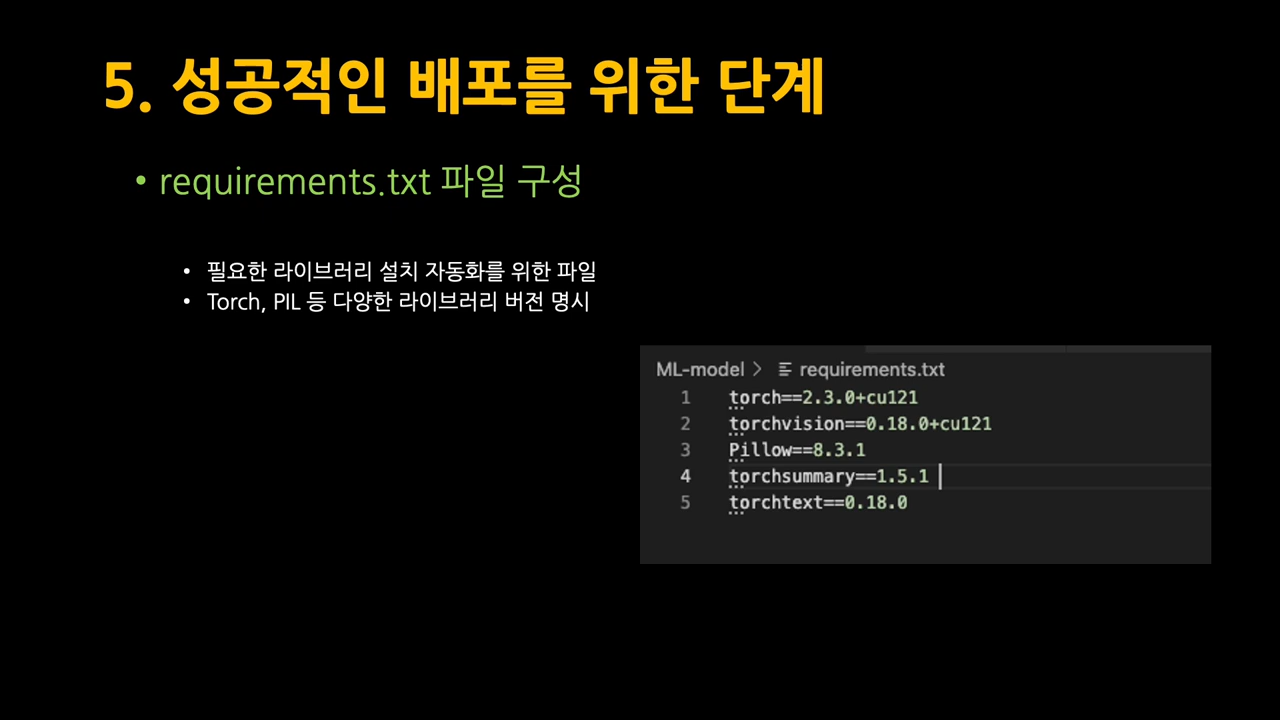 5. 성공적인 배포를 위한 단계
• requirements.txt 파일 구성
• 필요한 라이브러리 설치 자동화를 위한 파일
• Torch, PIL 등 다양한 라이브러리 버전 명시
ML-model > requirements.txt
1 torch==2.3.0+cu121
2 torchvision==0.18.0+cu121
3 Pillow==8.3.1
4 torchsummary==1.5.1
5 torchtext==0.18.0